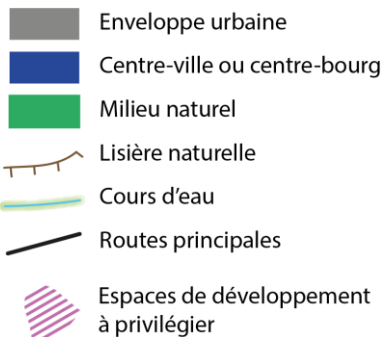 Enveloppe urbaine
Centre-ville ou centre-bourg
Milieu naturel
Lisière naturelle
Cours d'eau
Routes principales
Espaces de développement
à privilégier